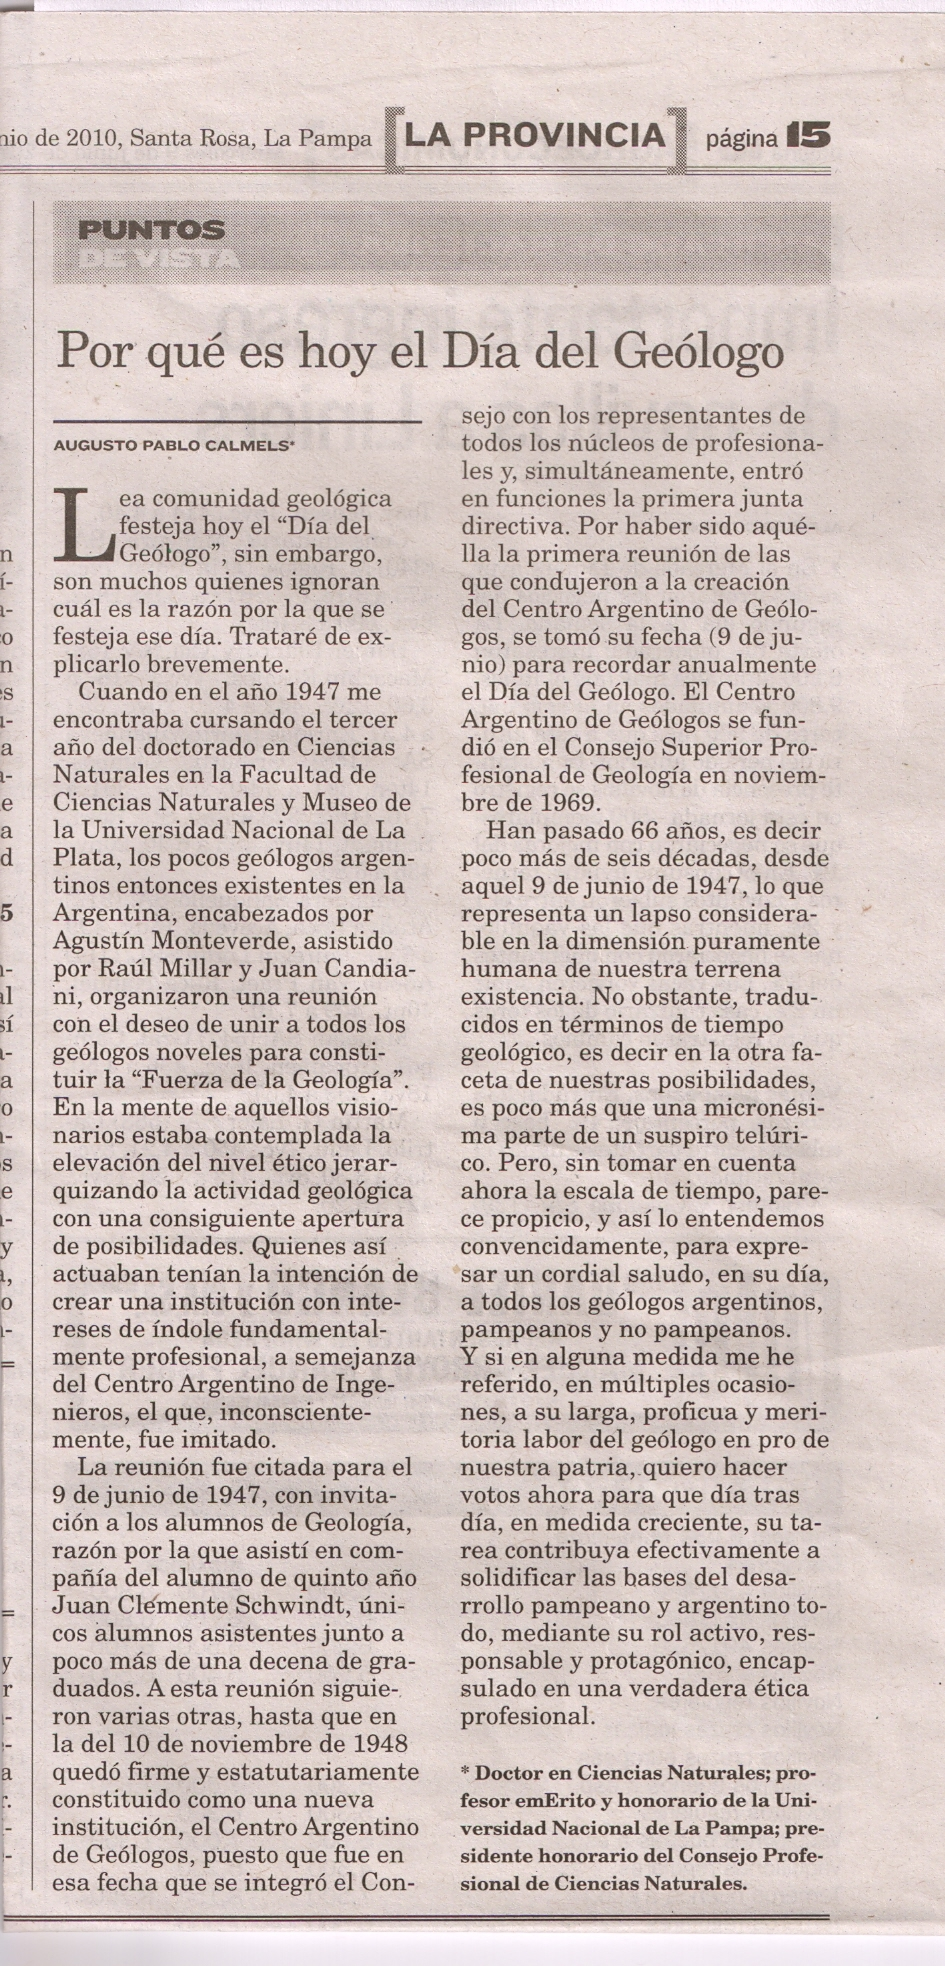 nio de 2010, Santa Rosa, La Pampa
LA PROVINCIA
página 15
PUNTOS
DE VISTA
Por qué es hoy el Día del Geólogo
AUGUSTO PABLO CALMELS*
Lea comunidad geológica
festeja hoy el “Día del
Geólogo”, sin embargo,
son muchos quienes ignoran
cuál es la razón por la que se
festeja ese día. Trataré de ex-
plicarlo brevemente.
Cuando en el año 1947 me
encontraba cursando el tercer
año del doctorado en Ciencias
Naturales en la Facultad de
Ciencias Naturales y Museo de
la Universidad Nacional de La
Plata, los pocos geólogos argen-
tinos entonces existentes en la
Argentina, encabezados por
Agustín Monteverde, asistido
por Raúl Millar y Juan Candia-
ni, organizaron una reunión
con el deseo de unir a todos los
geólogos noveles para consti-
tuir la “Fuerza de la Geología”.
En la mente de aquellos visio-
narios estaba contemplada la
elevación del nivel ético jerar-
quizando la actividad geológica
con una consiguiente apertura
de posibilidades. Quienes así
actuaban tenían la intención de
crear una institución con inte-
reses de índole fundamental-
mente profesional, a semejanza
del Centro Argentino de Inge-
nieros, el que, inconsciente-
mente, fue imitado.
La reunión fue citada para el
9 de junio de 1947, con invita-
ción a los alumnos de Geología,
razón por la que asistí en com-
pañía del alumno de quinto año
Juan Clemente Schwindt, úni-
cos alumnos asistentes junto a
poco más de una decena de gra-
duados. A esta reunión siguie-
ron varias otras, hasta que en
la del 10 de noviembre de 1948
quedó firme y estatutariamente
constituido como una nueva
institución, el Centro Argentino
de Geólogos, puesto que fue en
esa fecha que se integró el Con-
sejo con los representantes de
todos los núcleos de profesiona-
les y, simultáneamente, entró
en funciones la primera junta
directiva. Por haber sido aqué-
lla la primera reunión de las
que condujeron a la creación
del Centro Argentino de Geólo-
gos, se tomó su fecha (9 de ju-
nio) para recordar anualmente
el Día del Geólogo. El Centro
Argentino de Geólogos se fun-
dió en el Consejo Superior Pro-
fesional de Geología en noviem-
bre de 1969.
Han pasado 66 años, es decir
poco más de seis décadas, desde
aquel 9 de junio de 1947, lo que
representa un lapso considera-
ble en la dimensión puramente
humana de nuestra terrena
existencia. No obstante, tradu-
cidos en términos de tiempo
geológico, es decir en la otra fa-
ceta de nuestras posibilidades,
es poco más que una micronési-
ma parte de un suspiro telúri-
co. Pero, sin tomar en cuenta
ahora la escala de tiempo, pare-
ce propicio, y así lo entendemos
convencidamente, para expre-
sar un cordial saludo, en su día,
a todos los geólogos argentinos,
pampeanos y no pampeanos.
Y si en alguna medida me he
referido, en múltiples ocasio-
nes, a su larga, proficua y meri-
toria labor del geólogo en pro de
nuestra patria, quiero hacer
votos ahora para que día tras
día, en medida creciente, su ta-
rea contribuya efectivamente a
solidificar las bases del desa-
rrollo pampeano y argentino to-
do, mediante su rol activo, res-
ponsable y protagónico, encap-
sulado en una verdadera ética
profesional.
* Doctor en Ciencias Naturales; pro-
fesor emErito y honorario de la Uni-
versidad Nacional de La Pampa; pre-
sidente honorario del Consejo Profe-
sional de Ciencias Naturales.